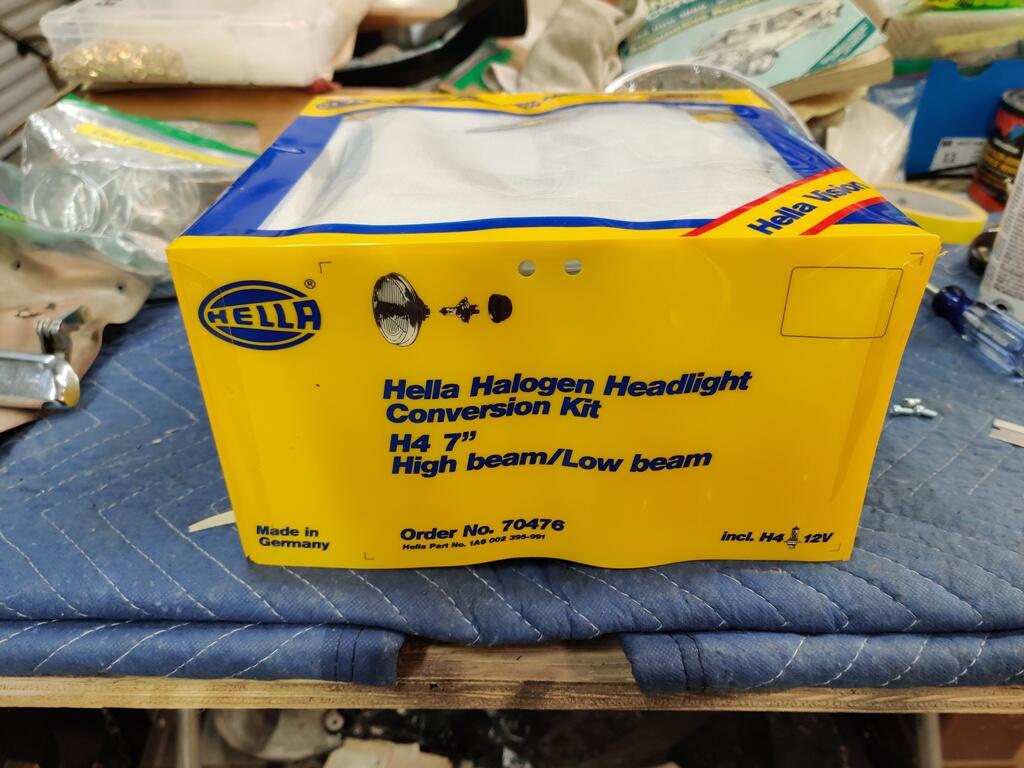 Hella Vision
HELLA®
Hella Halogen Headlight
Conversion Kit
H4 7”
High beam/Low beam
Made in
Germany
Order No. 70476
Hella Part No. 1A6 002 395-991
incl. H4 12V